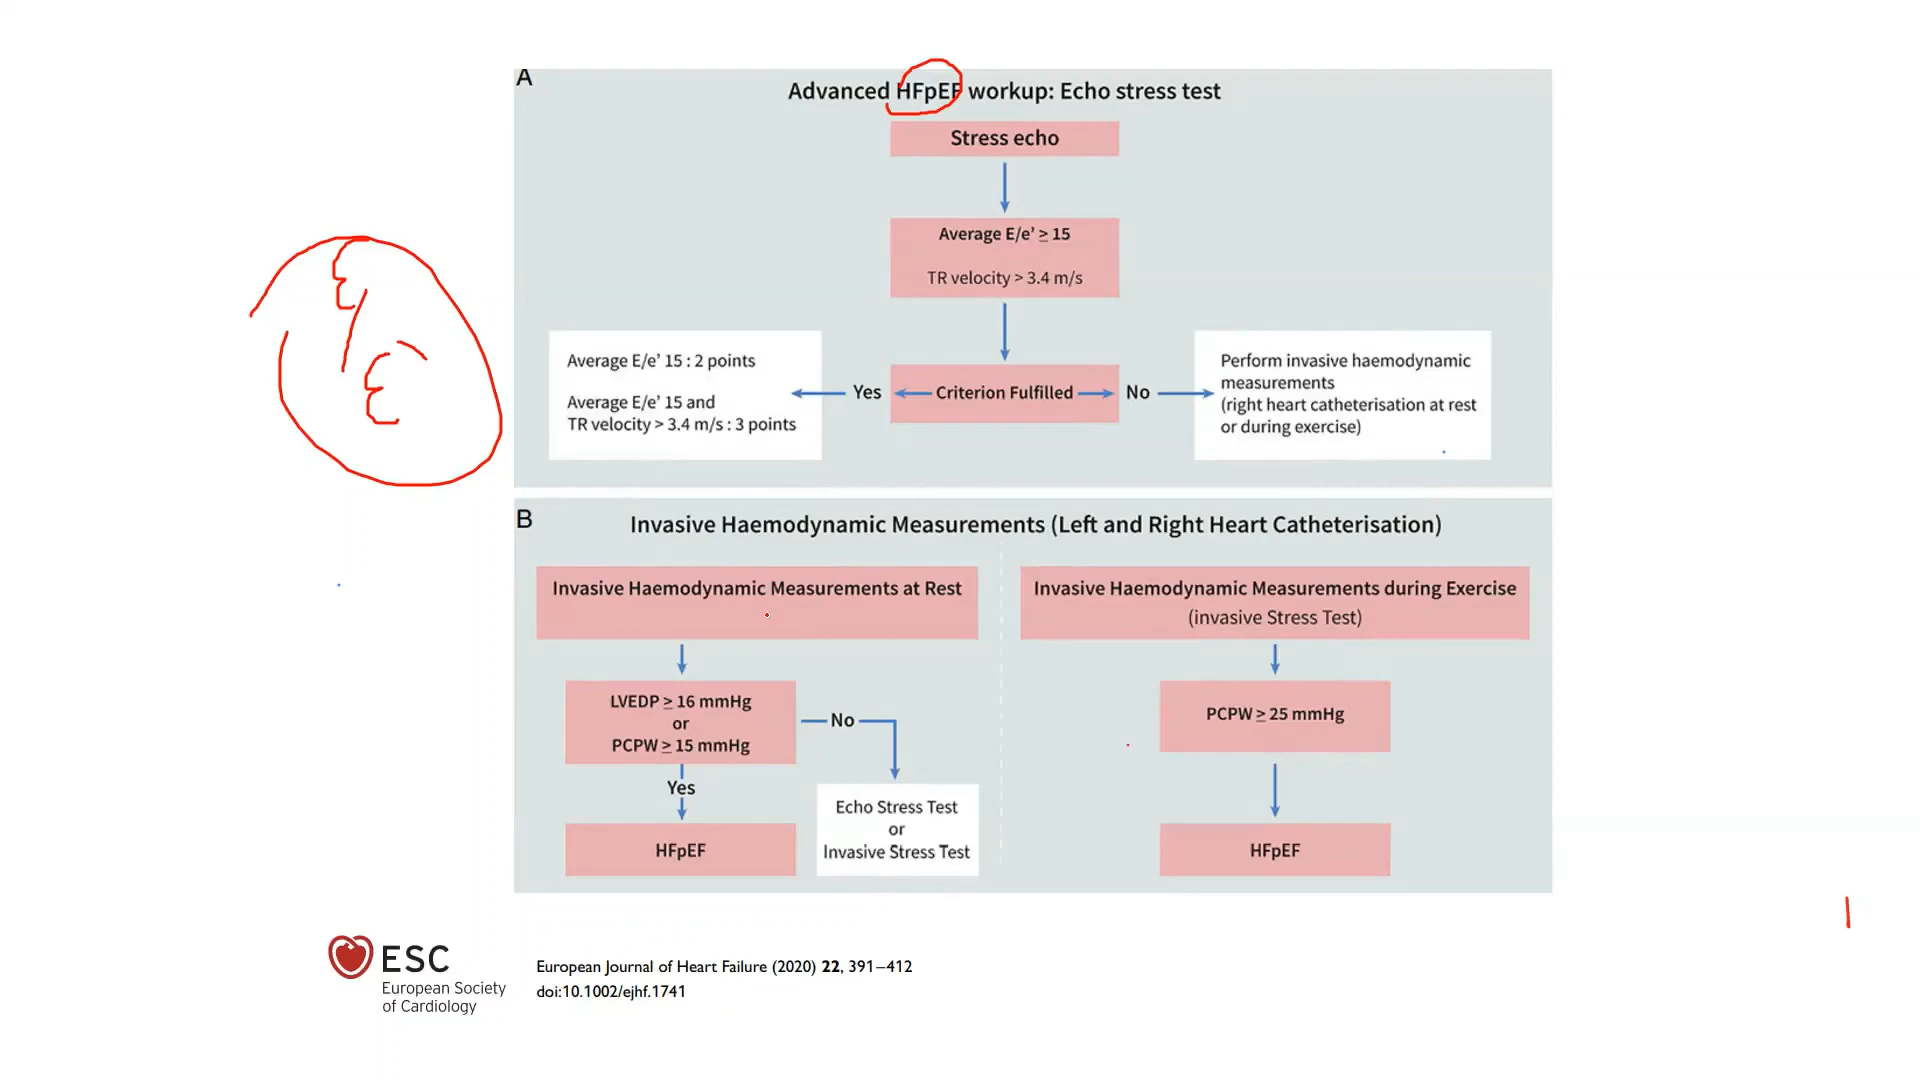 A
Advanced HFpEF workup: Echo stress test
Stress echo
Average E/e’ ≥ 15
TR velocity > 3.4 m/s
Average E/e’ 15 : 2 points
Average E/e’ 15 and
TR velocity > 3.4 m/s : 3 points
Yes
Criterion Fulfilled
No
Perform invasive haemodynamic
measurements
(right heart catheterisation at rest
or during exercise)
E/E'
B
Invasive Haemodynamic Measurements (Left and Right Heart Catheterisation)
Invasive Haemodynamic Measurements at Rest
LVEDP ≥ 16 mmHg
or
PCPW ≥ 15 mmHg
No
Yes
HFpEF
Echo Stress Test
or
Invasive Stress Test
Invasive Haemodynamic Measurements during Exercise
(invasive Stress Test)
PCPW ≥ 25 mmHg
HFpEF
ESC
European Society
of Cardiology
European Journal of Heart Failure (2020) 22, 391–412
doi:10.1002/ejhf.1741